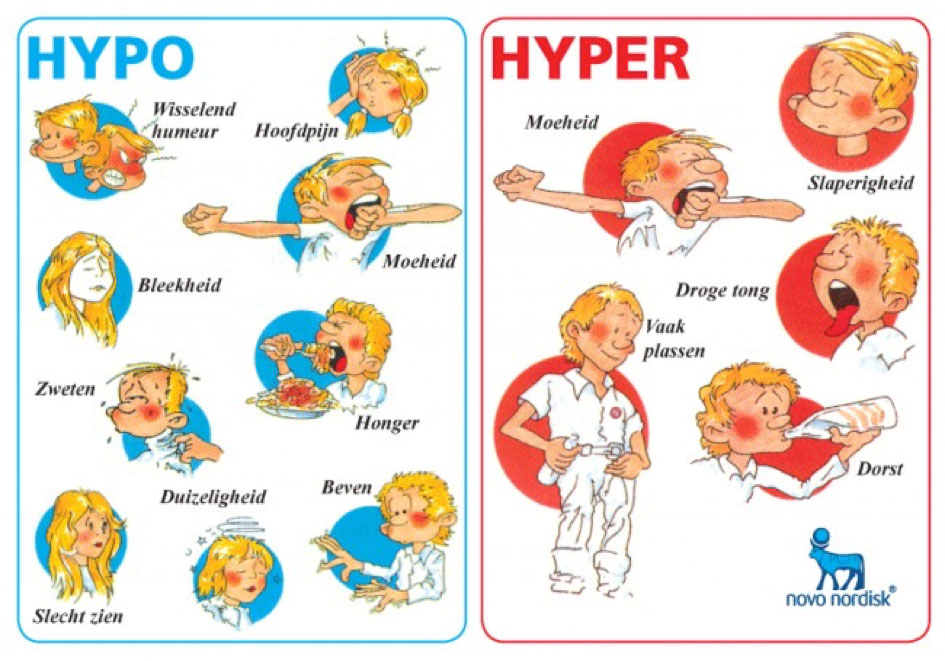 HYPO
Wisselend
humeur
Hoofdpijn
Moeheid
Bleekheid
Zweten
Honger
Duizeligheid
Beven
Slecht zien
HYPER
Moeheid
Slaperigheid
Droge tong
Vaak
plassen
Dorst
novo nordisk®